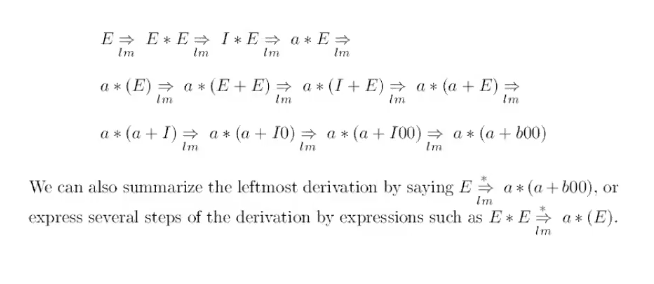 E ⇒ E * E ⇒ I * E ⇒ a * E ⇒
lm lm lm lm
a * (E) ⇒ a * (E + E) ⇒ a * (I + E) ⇒ a * (a + E) ⇒
lm lm lm lm
a * (a + I) ⇒ a * (a + I0) ⇒ a * (a + I00) ⇒ a * (a + b00)
lm lm lm
We can also summarize the leftmost derivation by saying E *⇒lm a * (a + b00), or
express several steps of the derivation by expressions such as E * E *⇒lm a * (E).